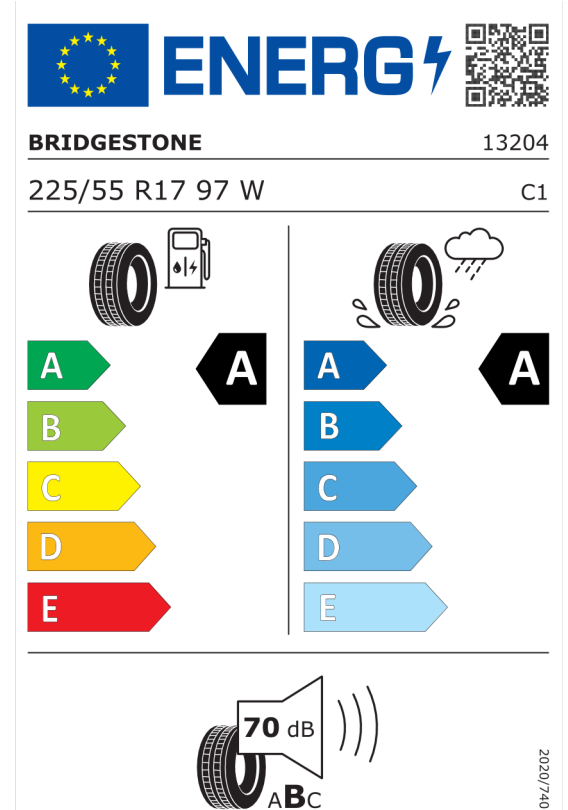 ENERG
BRIDGESTONE 13204
225/55 R17 97 W C1
A A
B
C
D
E
A A
B
C
D
E
70 dB
ABC
2020/740